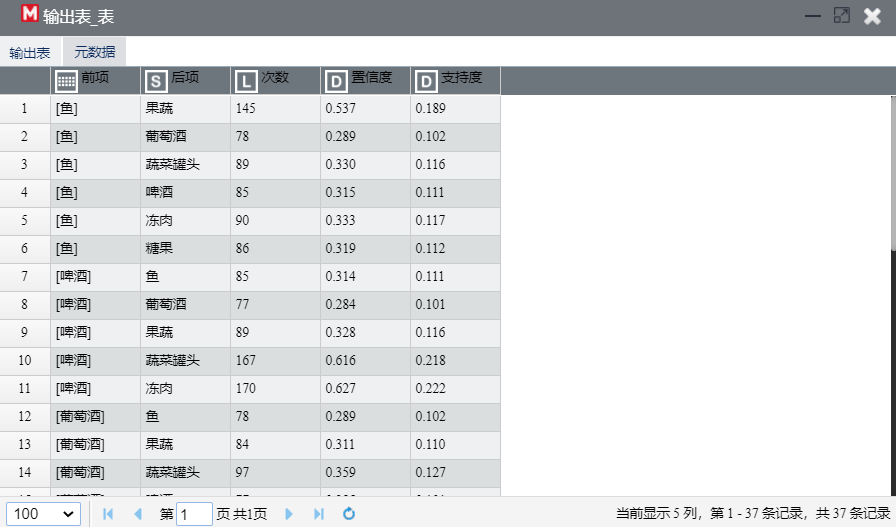 M 输出表_表
输出表 元数据
前项 S 后项 L 次数 D 置信度 D 支持度
1 [鱼] 果蔬 145 0.537 0.189
2 [鱼] 葡萄酒 78 0.289 0.102
3 [鱼] 蔬菜罐头 89 0.330 0.116
4 [鱼] 啤酒 85 0.315 0.111
5 [鱼] 冻肉 90 0.333 0.117
6 [鱼] 糖果 86 0.319 0.112
7 [啤酒] 鱼 85 0.314 0.111
8 [啤酒] 葡萄酒 77 0.284 0.101
9 [啤酒] 果蔬 89 0.328 0.116
10 [啤酒] 蔬菜罐头 167 0.616 0.218
11 [啤酒] 冻肉 170 0.627 0.222
12 [葡萄酒] 鱼 78 0.289 0.102
13 [葡萄酒] 果蔬 84 0.311 0.110
14 [葡萄酒] 蔬菜罐头 97 0.359 0.127
100 第 1 页 共1页 当前显示 5 列，第 1 - 37 条记录，共 37 条记录